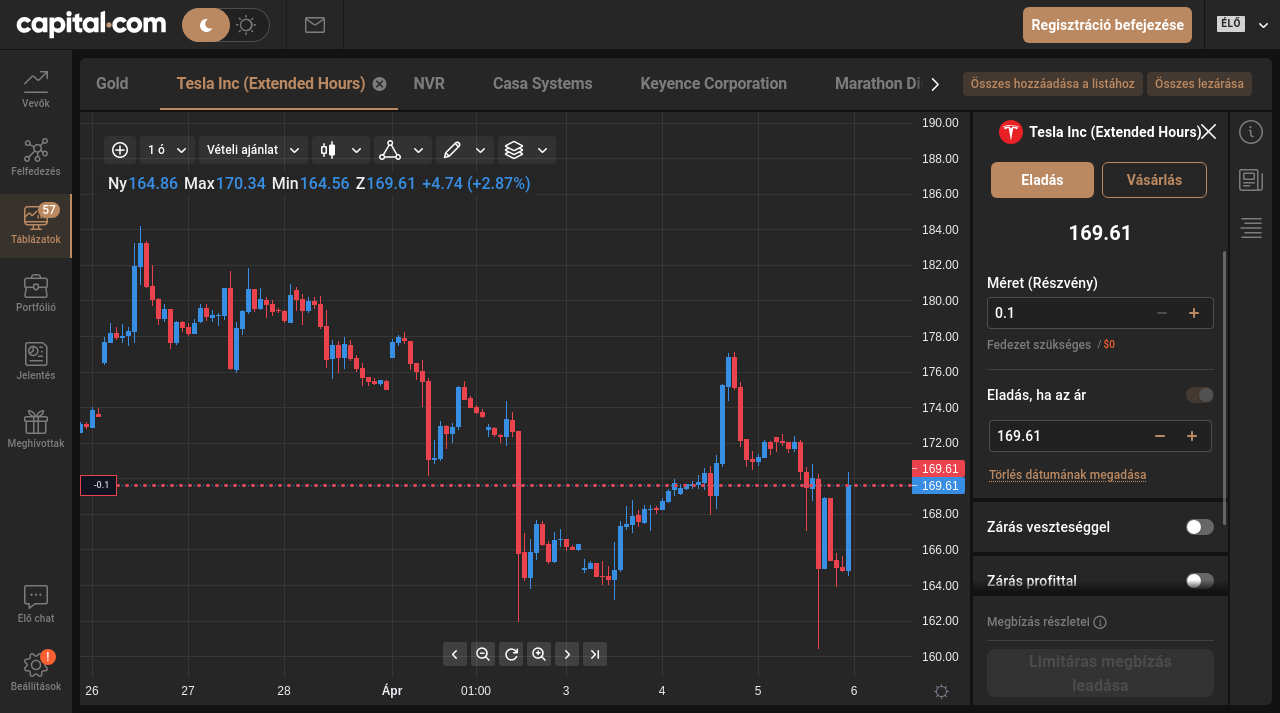 capital.com
Regisztráció befejezése
ÉLŐ
Vevők
Felfedezés
57
Táblázatok
Portfólió
Jelentés
Meghívottak
Elő chat
!
Beállítások
Gold
Tesla Inc (Extended Hours)
NVR
Casa Systems
Keyence Corporation
Marathon Di
Összes hozzáadása a listához
Összes lezárása
1 ó
Vételi ajánlat
Ny164.86 Max170.34 Min164.56 Z169.61 +4.74 (+2.87%)
190.00
188.00
186.00
184.00
182.00
180.00
178.00
176.00
174.00
172.00
169.61
169.61
168.00
166.00
164.00
162.00
160.00
-0.1
26
27
28
Ápr
01:00
3
4
5
6
Tesla Inc (Extended Hours)
Eladás
Vásárlás
169.61
Méret (Részvény)
0.1
Fedezet szükséges / $0
Eladás, ha az ár
169.61
Törlés dátumának megadása
Zárás veszteséggel
Zárás profittal
Megbízás részletei
Limitáras megbízás
leadása